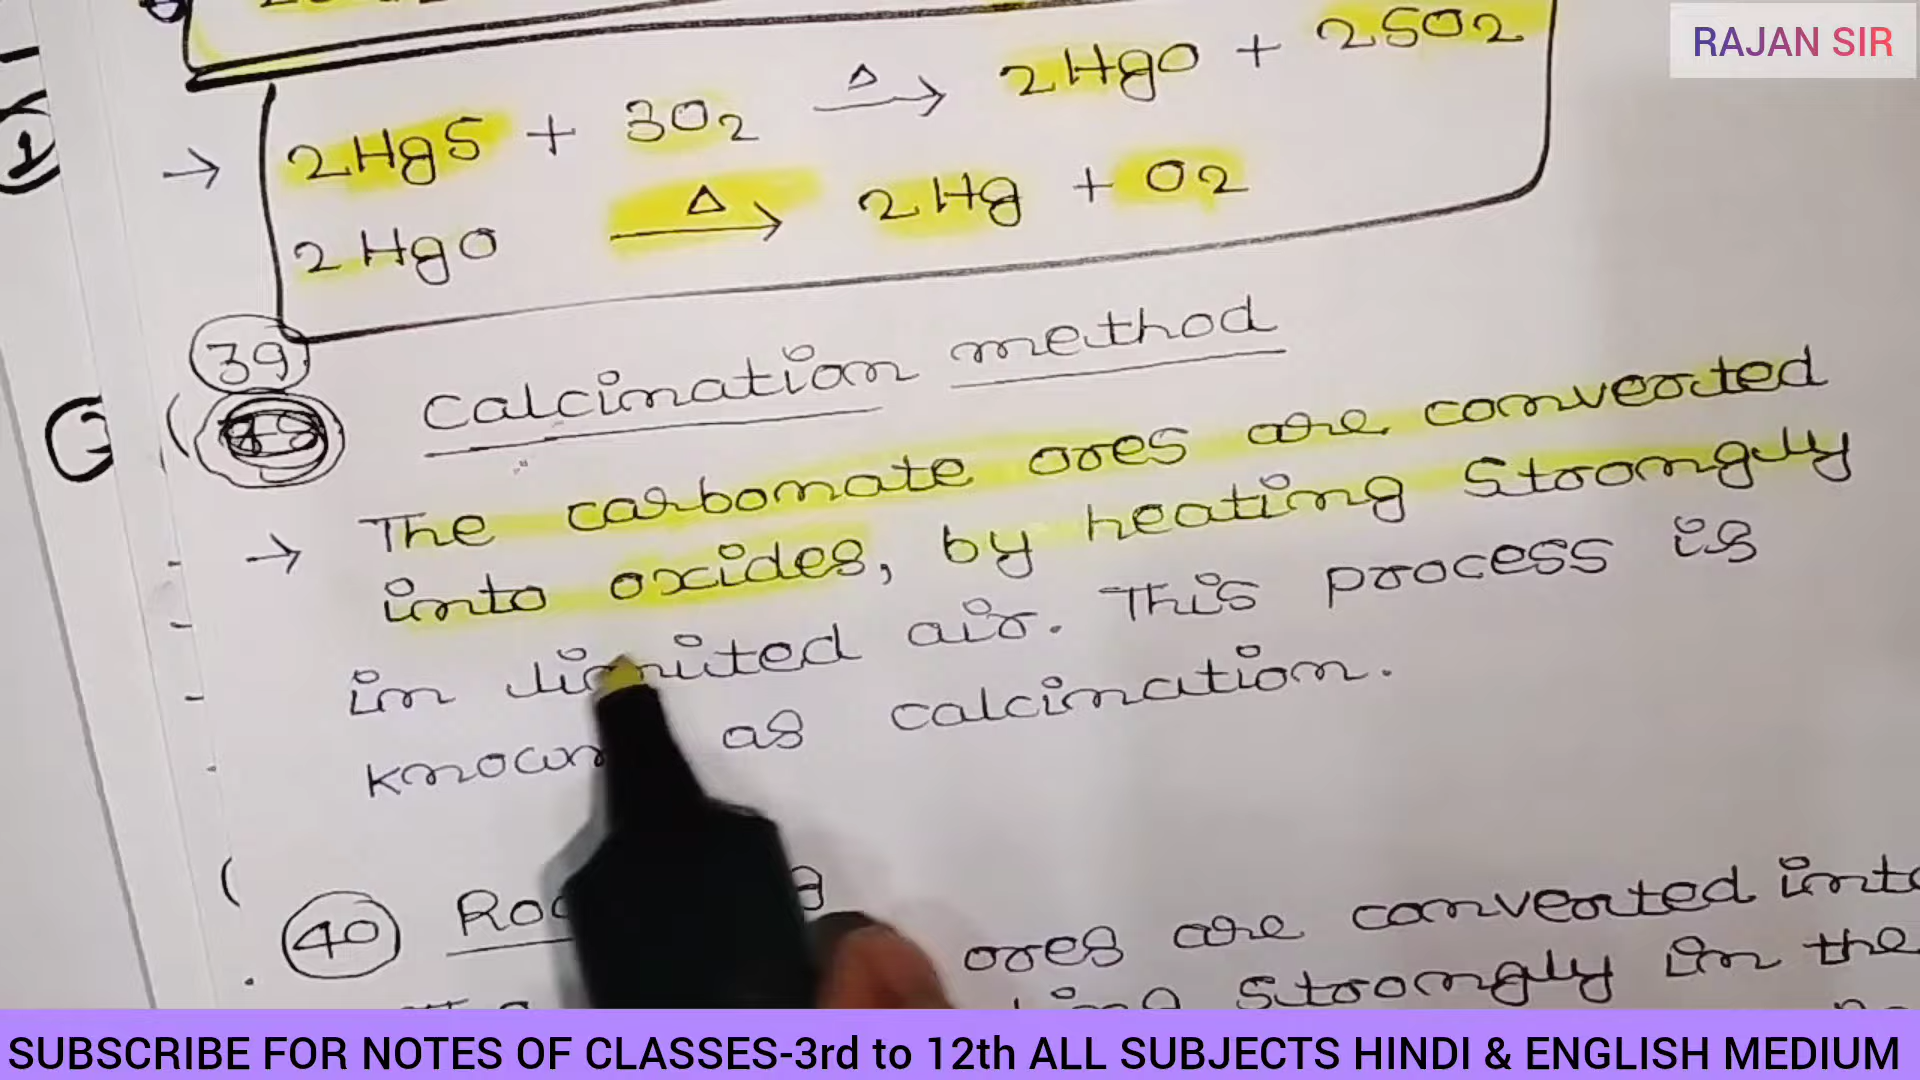 RAJAN SIR
→ 2HgS + 3O2 △→ 2HgO + 2SO2
2HgO △→ 2Hg + O2
39.
Calcination method
→ The carbonate ores are converted
into oxides, by heating strongly
in limited air. This process is
known as calcination.
40
ores are converted into
strongly in the
SUBSCRIBE FOR NOTES OF CLASSES-3rd to 12th ALL SUBJECTS HINDI & ENGLISH MEDIUM